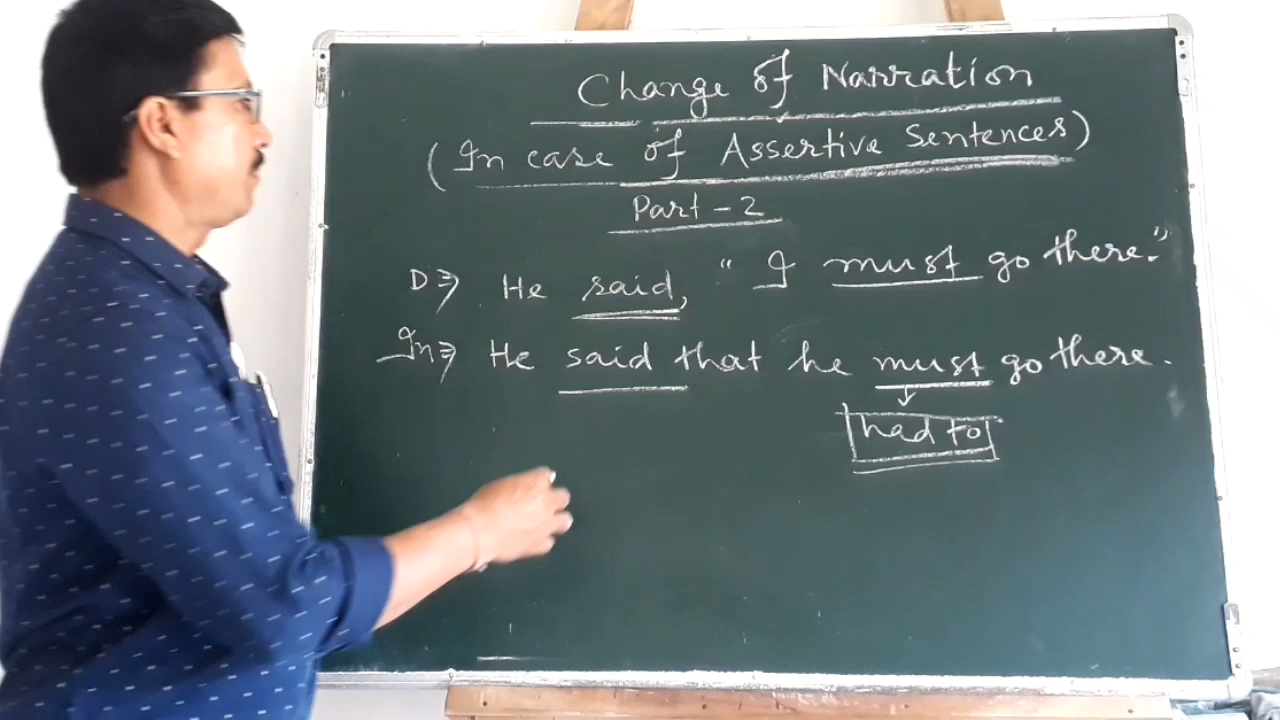 Change of Narration
(In case of Assertive Sentences)
Part - 2
D⇒ He said, "I must go there."
In⇒ He said that he must go there.
had to